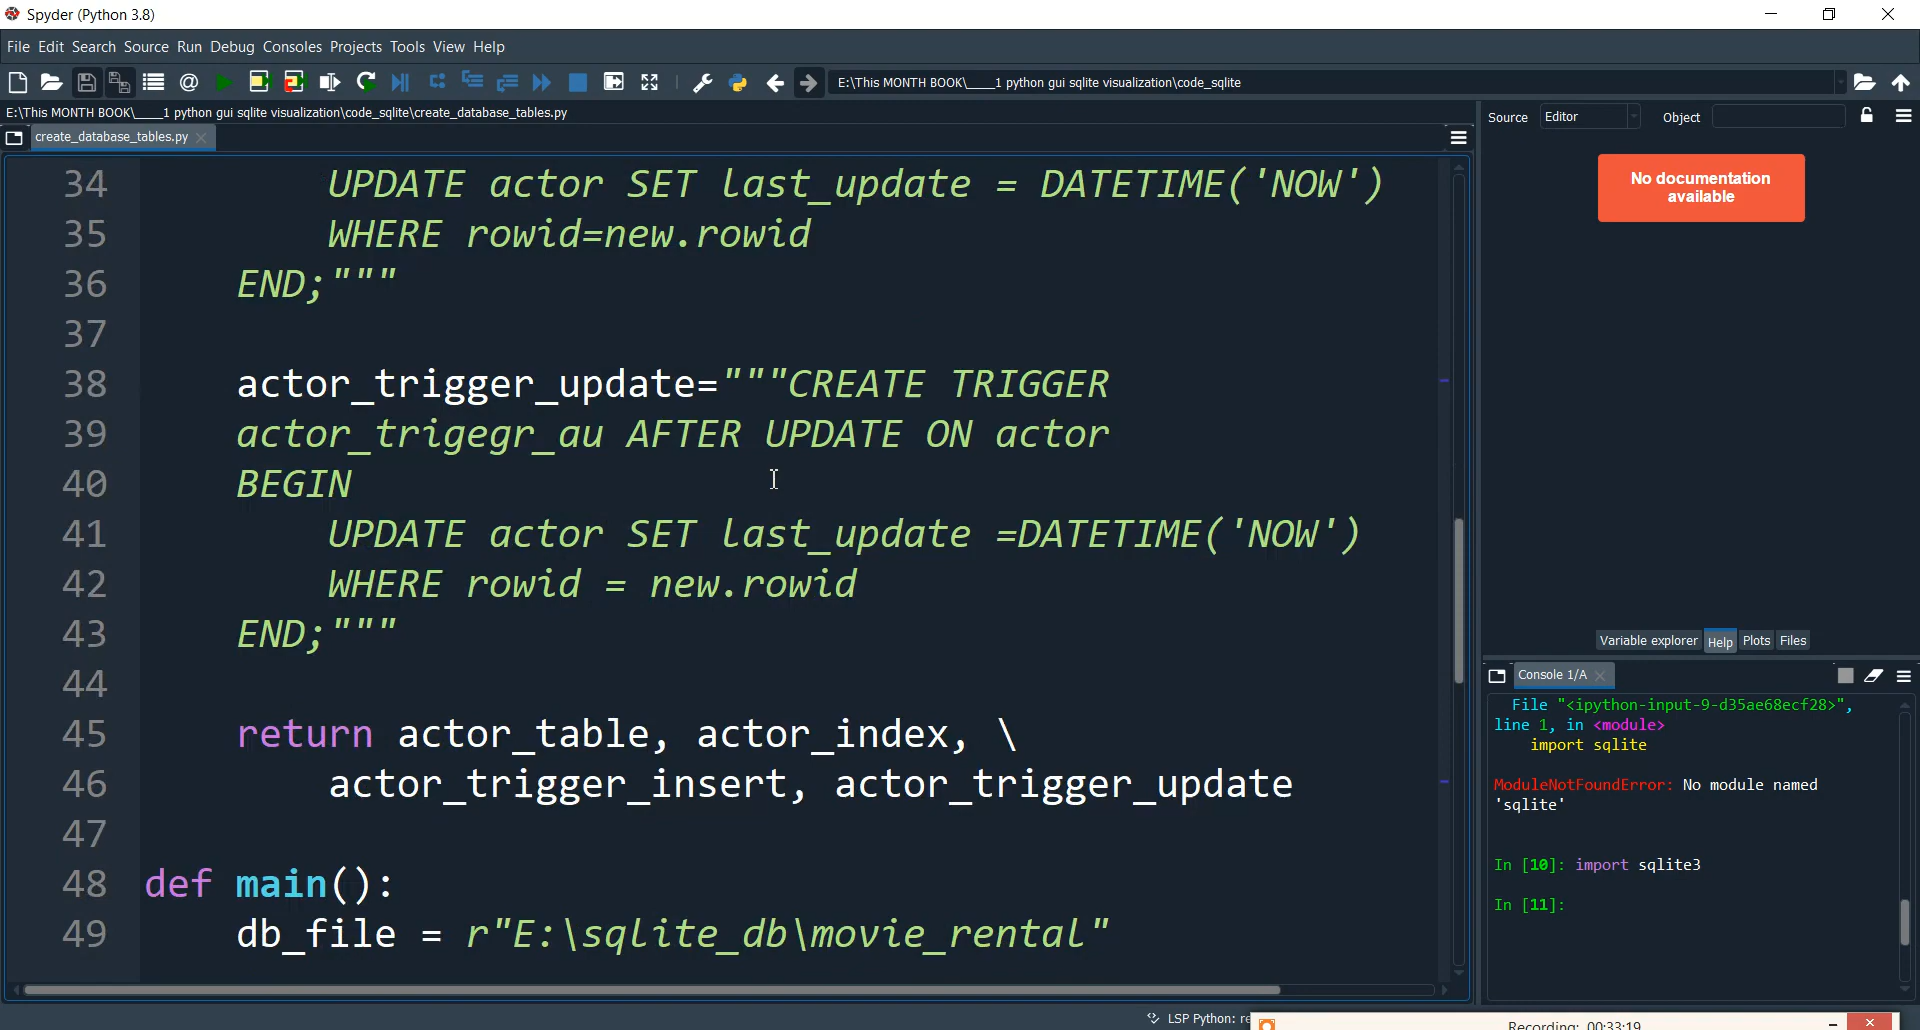 Spyder (Python 3.8)
File Edit Search Source Run Debug Consoles Projects Tools View Help
E:\This MONTH BOOK\____1 python gui sqlite visualization\code_sqlite
E:\This MONTH BOOK\____1 python gui sqlite visualization\code_sqlite\create_database_tables.py
create_database_tables.py
34 UPDATE actor SET last_update = DATETIME('NOW')
35 WHERE rowid=new.rowid
36 END;"""
37
38 actor_trigger_update="""CREATE TRIGGER
39 actor_trigegr_au AFTER UPDATE ON actor
40 BEGIN
41 UPDATE actor SET last_update =DATETIME('NOW')
42 WHERE rowid = new.rowid
43 END;"""
44
45 return actor_table, actor_index, \
46 actor_trigger_insert, actor_trigger_update
47
48 def main():
49 db_file = r"E:\sqlite_db\movie_rental"
Source Editor Object
No documentation
available
Variable explorer Help Plots Files
Console 1/A
File "<ipython-input-9-d35ae68ecf28>",
line 1, in <module>
import sqlite
ModuleNotFoundError: No module named
'sqlite'
In [10]: import sqlite3
In [11]:
LSP Python: re
Recording: 00:33:19